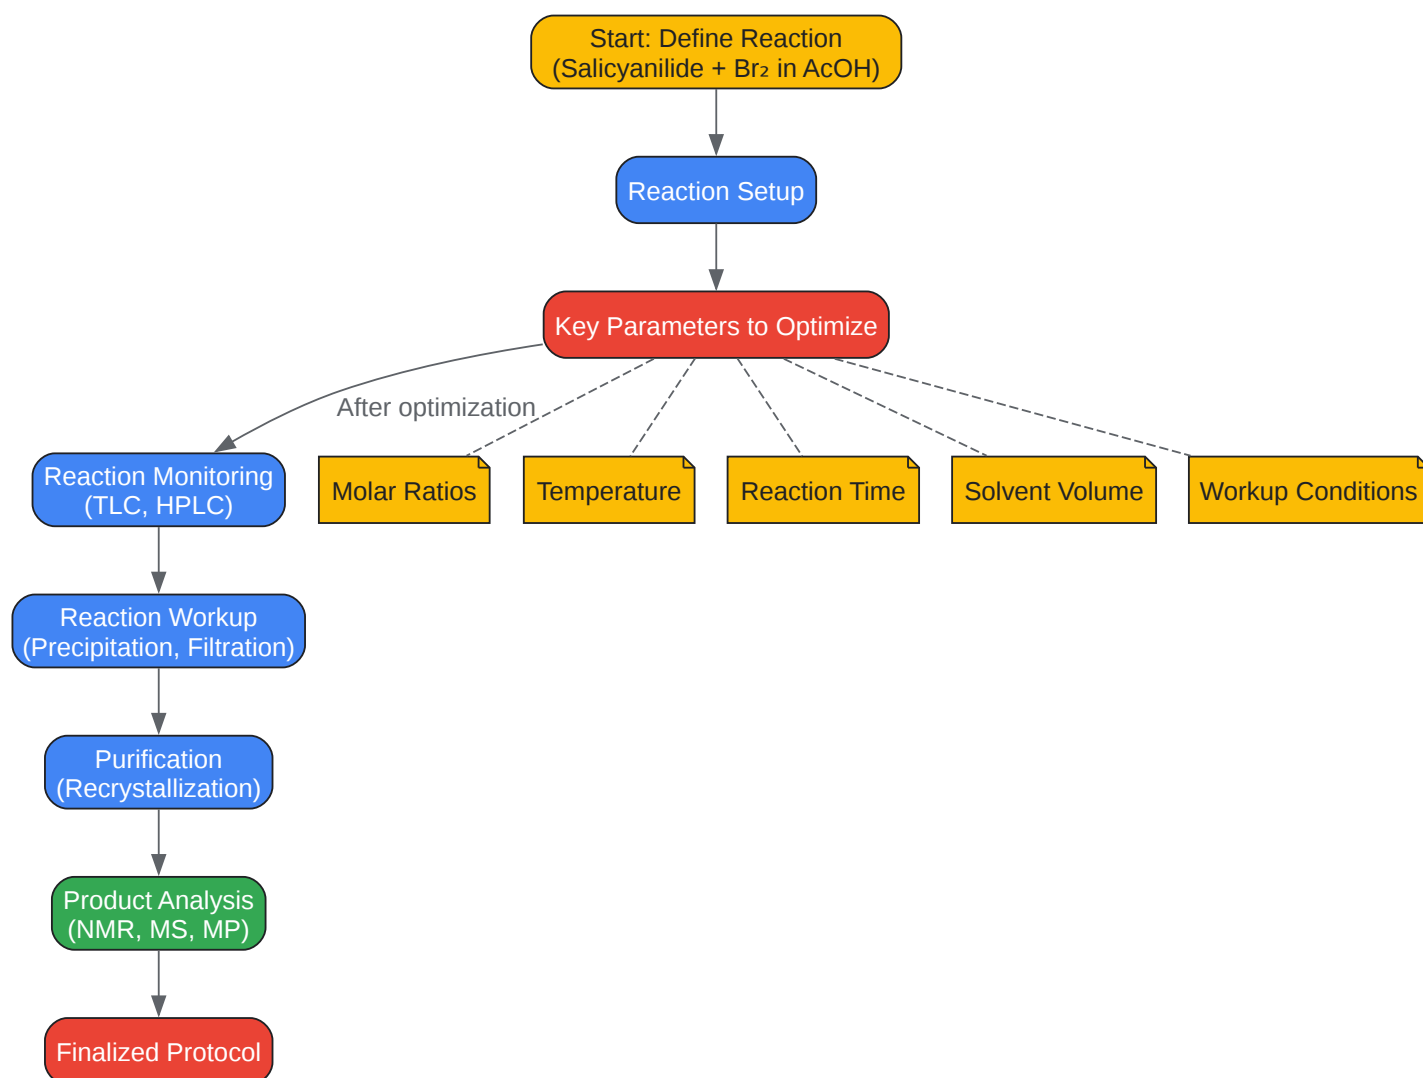 Start: Define Reaction
(Salicyanilide + Br₂ in AcOH)
Reaction Setup
Key Parameters to Optimize
After optimization
Reaction Monitoring
(TLC, HPLC)
Molar Ratios
Temperature
Reaction Time
Solvent Volume
Workup Conditions
Reaction Workup
(Precipitation, Filtration)
Purification
(Recrystallization)
Product Analysis
(NMR, MS, MP)
Finalized Protocol